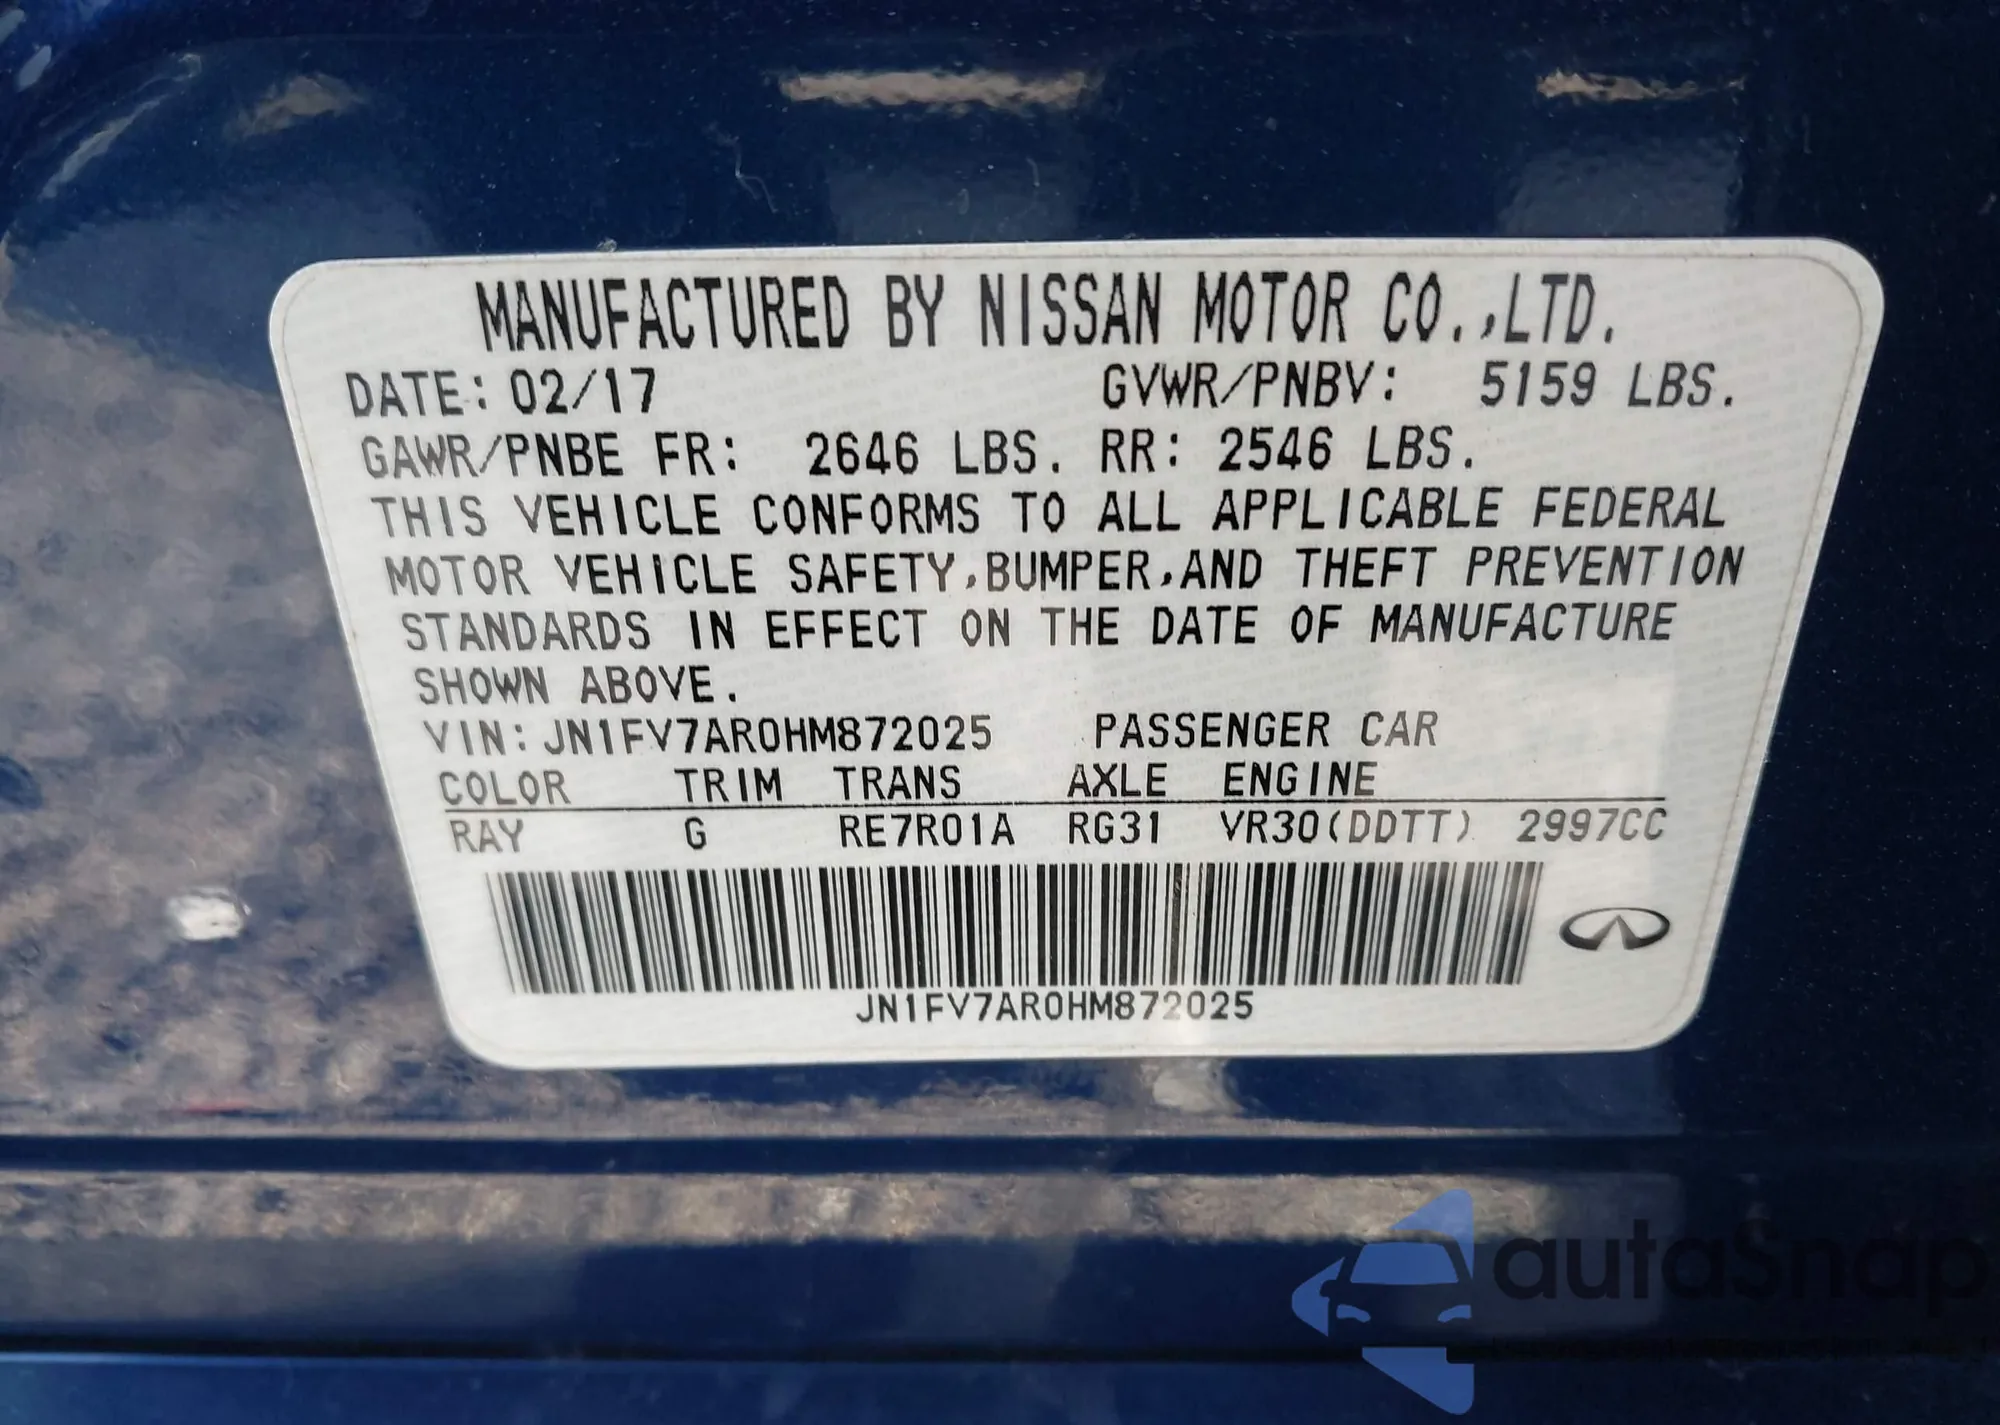 MANUFACTURED BY NISSAN MOTOR CO.,LTD.
DATE: 02/17 GVWR/PNBV: 5159 LBS.
GAWR/PNBE FR: 2646 LBS. RR: 2546 LBS.
THIS VEHICLE CONFORMS TO ALL APPLICABLE FEDERAL
MOTOR VEHICLE SAFETY,BUMPER,AND THEFT PREVENTION
STANDARDS IN EFFECT ON THE DATE OF MANUFACTURE
SHOWN ABOVE.
VIN: JN1FV7AR0HM872025 PASSENGER CAR
COLOR TRIM TRANS AXLE ENGINE
RAY G RE7R01A RG31 VR30(DDTT) 2997CC
JN1FV7AR0HM872025
autoSnap